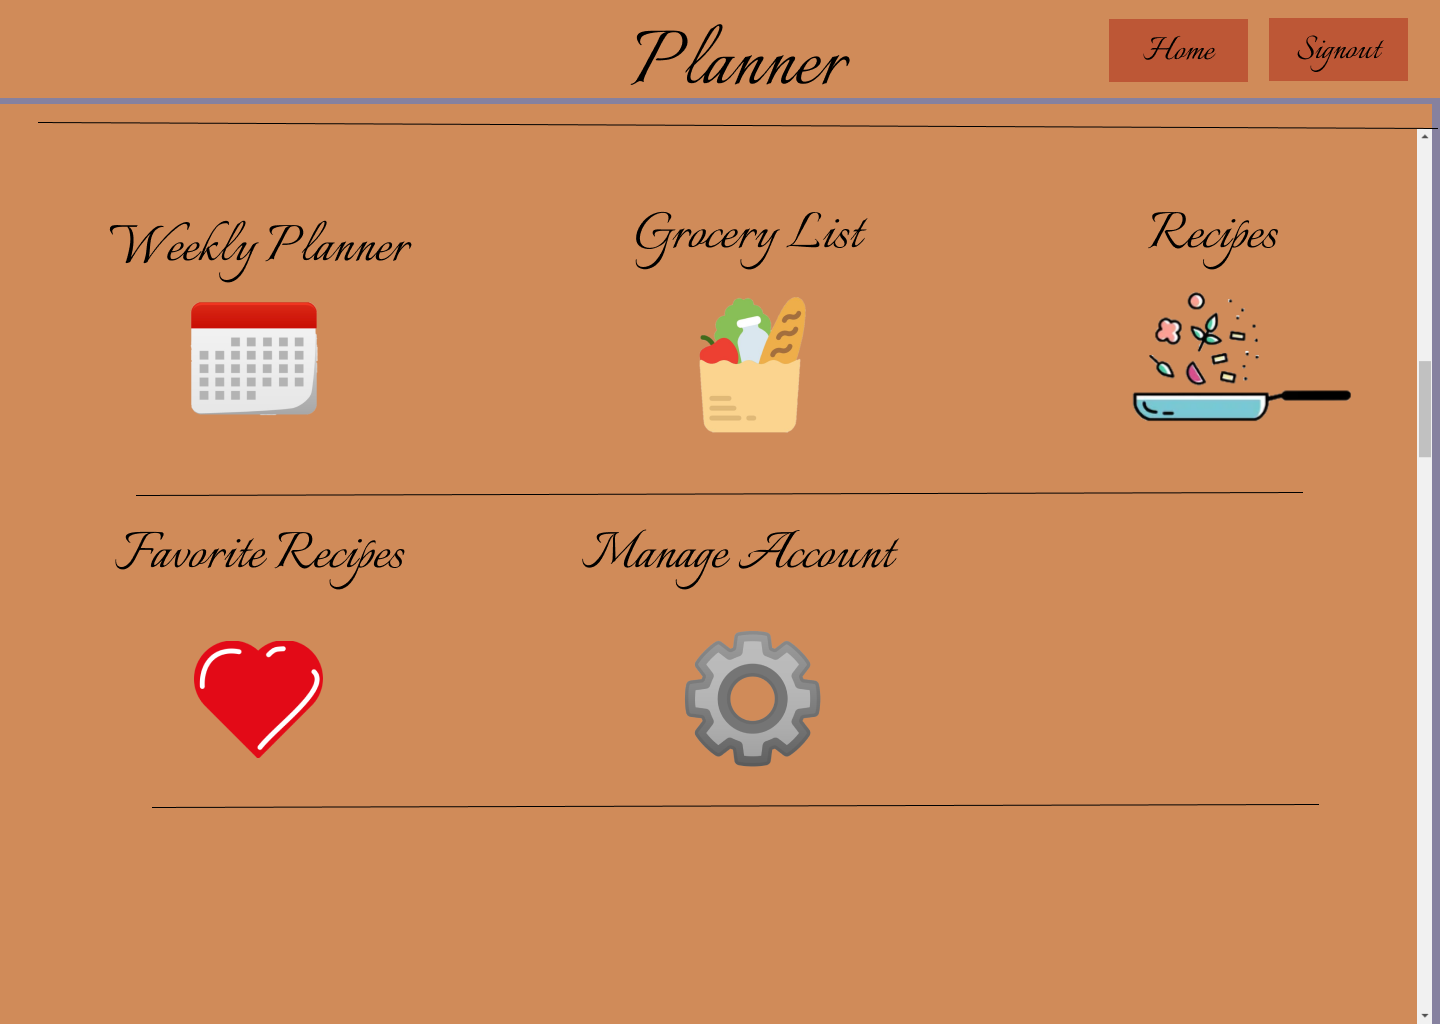 Planner
Home
Signout
Weekly Planner
Grocery List
Recipes
Favorite Recipes
Manage Account